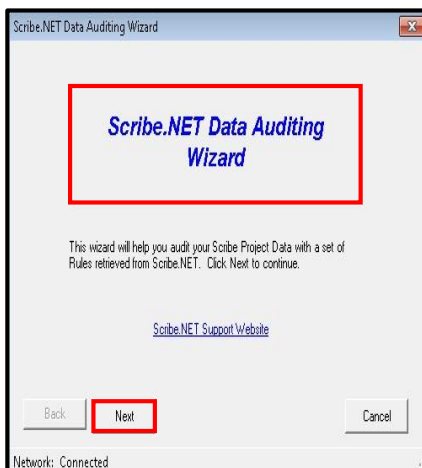 Scribe.NET Data Auditing Wizard
Scribe.NET Data Auditing
Wizard
This wizard will help you audit your Scribe Project Data with a set of
Rules retrieved from Scribe.NET.  Click Next to continue.
Scribe.NET Support Website
Back Next Cancel
Network: Connected